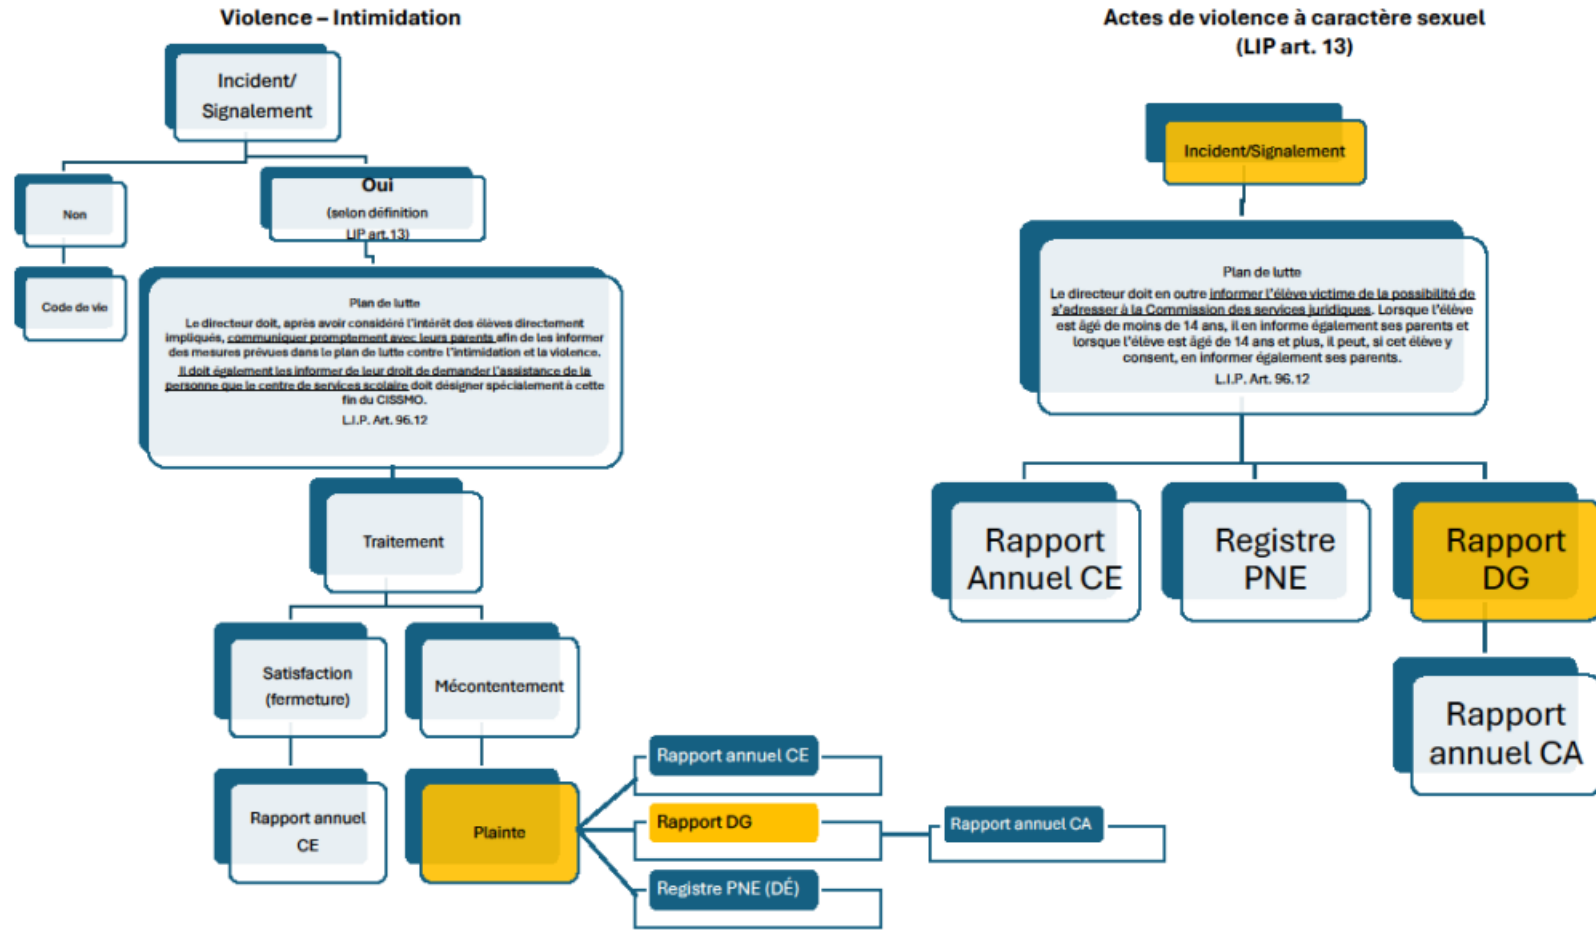 Violence – Intimidation
Incident/
Signalement
Non
Code de vie
Oui
(selon définition
LIP art.13)
Plan de lutte
Le directeur doit, après avoir considéré l'intérêt des élèves directement
impliqués, communiquer promptement avec leurs parents afin de les informer
des mesures prévues dans le plan de lutte contre l'intimidation et la violence.
Il doit également les informer de leur droit de demander l'assistance de la
personne que le centre de services scolaire doit désigner spécialement à cette
fin du CISSMO.
L.I.P. Art. 96.12
Traitement
Satisfaction
(fermeture)
Mécontentement
Rapport annuel
CE
Plainte
Rapport annuel CE
Rapport DG
Registre PNE (DÉ)
Rapport annuel CA
Actes de violence à caractère sexuel
(LIP art. 13)
Incident/Signalement
Plan de lutte
Le directeur doit en outre informer l'élève victime de la possibilité de
s'adresser à la Commission des services juridiques. Lorsque l'élève
est âgé de moins de 14 ans, il en informe également ses parents et
lorsque l'élève est âgé de 14 ans et plus, il peut, si cet élève y
consent, en informer également ses parents.
L.I.P. Art. 96.12
Rapport
Annuel CE
Registre
PNE
Rapport
DG
Rapport
annuel CA